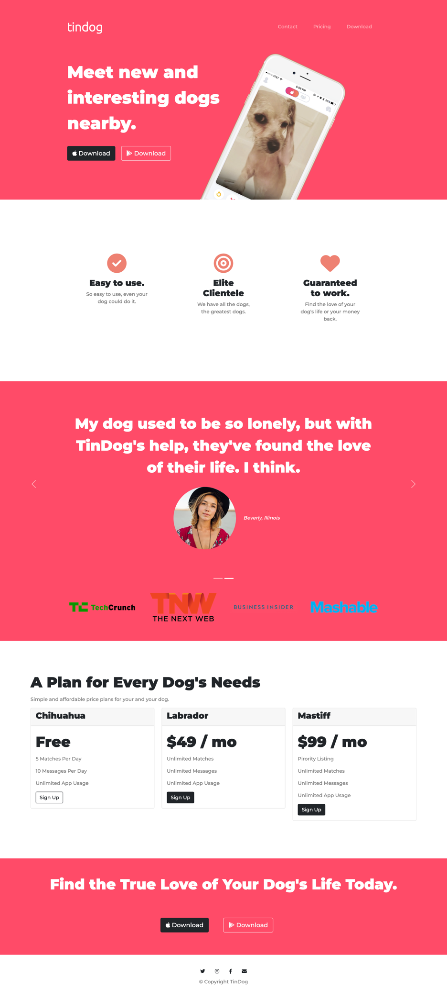 tindog
Contact Pricing Download
Meet new and
interesting dogs
nearby.
Download Download
AT&T 5:58 PM 55%
Easy to use.
So easy to use, even your
dog could do it.
Elite
Clientele
We have all the dogs,
the greatest dogs.
Guaranteed
to work.
Find the love of your
dog's life or your money
back.
My dog used to be so lonely, but with
TinDog's help, they've found the love
of their life. I think.
Beverly, Illinois
TC TechCrunch
TNW
THE NEXT WEB
BUSINESS INSIDER
Mashable
A Plan for Every Dog's Needs
Simple and affordable price plans for your and your dog.
Chihuahua
Free
5 Matches Per Day
10 Messages Per Day
Unlimited App Usage
Sign Up
Labrador
$49 / mo
Unlimited Matches
Unlimited Messages
Unlimited App Usage
Sign Up
Mastiff
$99 / mo
Pirority Listing
Unlimited Matches
Unlimited Messages
Unlimited App Usage
Sign Up
Find the True Love of Your Dog's Life Today.
Download Download
© Copyright TinDog